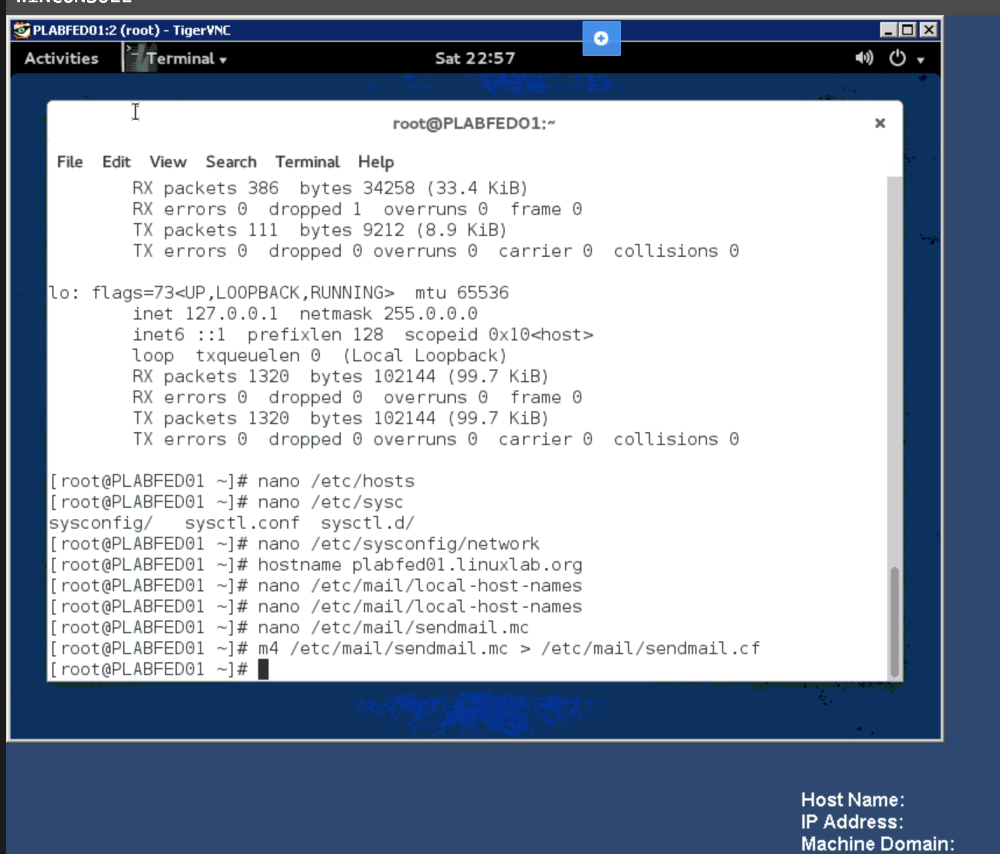 WINCONSOLE
PLABFED01:2 (root) - TigerVNC
Activities Terminal Sat 22:57
root@PLABFED01:~
File Edit View Search Terminal Help
RX packets 386  bytes 34258 (33.4 KiB)
RX errors 0  dropped 1  overruns 0  frame 0
TX packets 111  bytes 9212 (8.9 KiB)
TX errors 0  dropped 0 overruns 0  carrier 0  collisions 0
lo: flags=73<UP,LOOPBACK,RUNNING>  mtu 65536
inet 127.0.0.1  netmask 255.0.0.0
inet6 ::1  prefixlen 128  scopeid 0x10<host>
loop  txqueuelen 0  (Local Loopback)
RX packets 1320  bytes 102144 (99.7 KiB)
RX errors 0  dropped 0  overruns 0  frame 0
TX packets 1320  bytes 102144 (99.7 KiB)
TX errors 0  dropped 0 overruns 0  carrier 0  collisions 0
[root@PLABFED01 ~]# nano /etc/hosts
[root@PLABFED01 ~]# nano /etc/sysc
sysconfig/   sysctl.conf  sysctl.d/
[root@PLABFED01 ~]# nano /etc/sysconfig/network
[root@PLABFED01 ~]# hostname plabfed01.linuxlab.org
[root@PLABFED01 ~]# nano /etc/mail/local-host-names
[root@PLABFED01 ~]# nano /etc/mail/local-host-names
[root@PLABFED01 ~]# nano /etc/mail/sendmail.mc
[root@PLABFED01 ~]# m4 /etc/mail/sendmail.mc > /etc/mail/sendmail.cf
[root@PLABFED01 ~]#
Host Name:
IP Address:
Machine Domain: